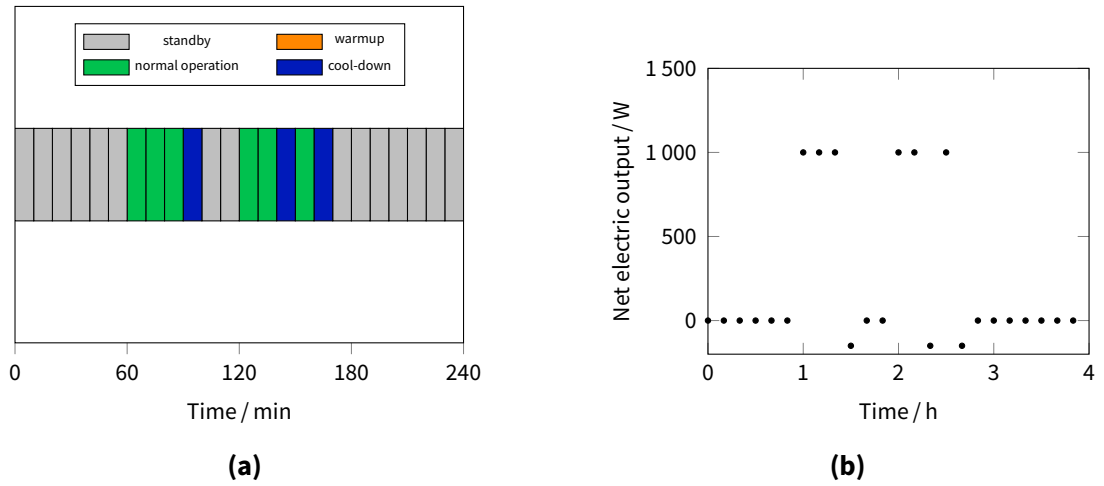 standby
warmup
normal operation
cool-down
0
60
120
180
240
Time / min
(a)
1 500
1 000
500
0
Net electric output / W
0
1
2
3
4
Time / h
(b)